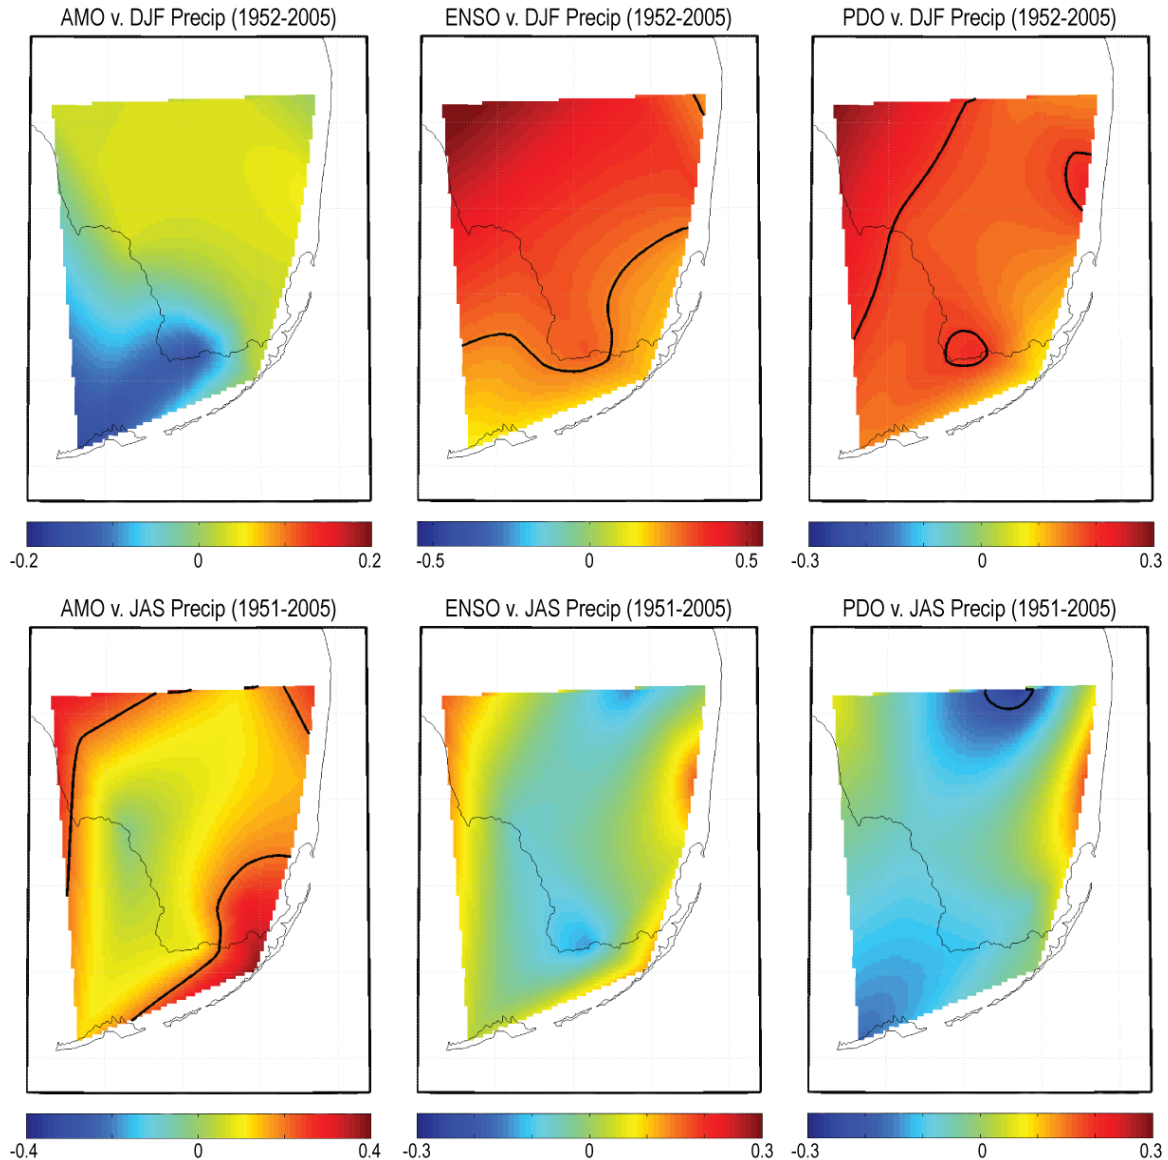 AMO v. DJF Precip (1952-2005) ENSO v. DJF Precip (1952-2005) PDO v. DJF Precip (1952-2005)
-0.2 0 0.2 -0.5 0 0.5 -0.3 0 0.3
AMO v. JAS Precip (1951-2005) ENSO v. JAS Precip (1951-2005) PDO v. JAS Precip (1951-2005)
-0.4 0 0.4 -0.3 0 0.3 -0.3 0 0.3